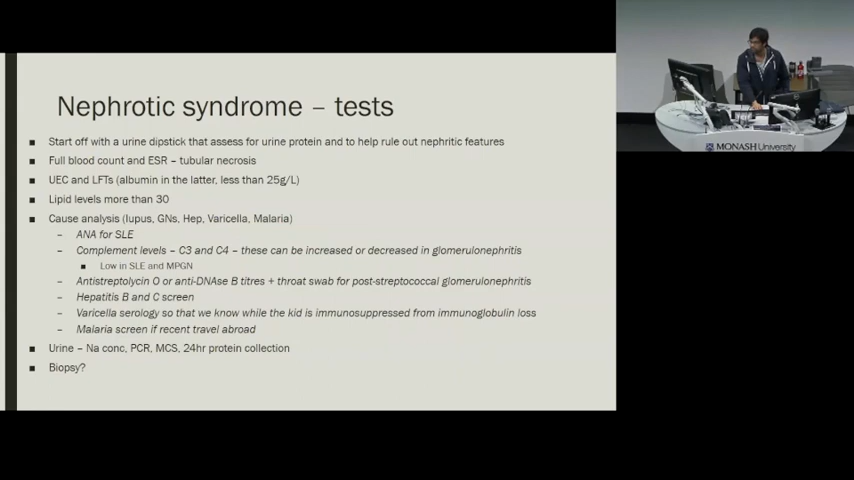 Nephrotic syndrome – tests
■ Start off with a urine dipstick that assess for urine protein and to help rule out nephritic features
■ Full blood count and ESR – tubular necrosis
■ UEC and LFTs (albumin in the latter, less than 25g/L)
■ Lipid levels more than 30
■ Cause analysis (lupus, GNs, Hep, Varicella, Malaria)
– ANA for SLE
– Complement levels – C3 and C4 – these can be increased or decreased in glomerulonephritis
■ Low in SLE and MPGN
– Antistreptolycin O or anti-DNAse B titres + throat swab for post-streptococcal glomerulonephritis
– Hepatitis B and C screen
– Varicella serology so that we know while the kid is immunosuppressed from immunoglobulin loss
– Malaria screen if recent travel abroad
■ Urine – Na conc, PCR, MCS, 24hr protein collection
■ Biopsy?
MONASH University